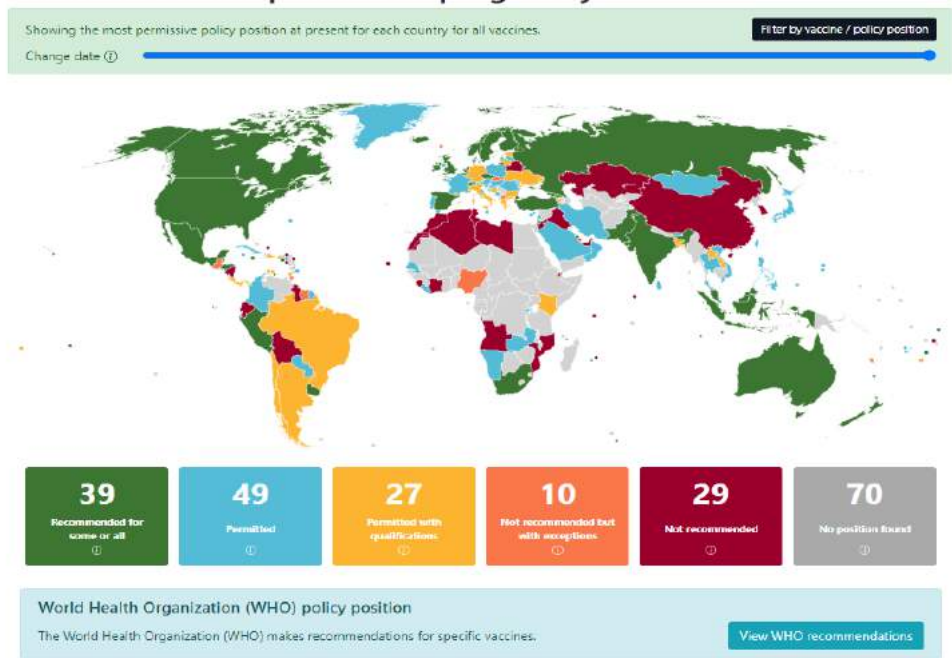 Showing the most permissive policy position at present for each country for all vaccines.
Filter by vaccine / policy position
Change date
39
Recommended for
some or all
49
Permitted
27
Permitted with
qualifications
10
Not recommended but
with exceptions
29
Not recommended
70
No position found
World Health Organization (WHO) policy position
The World Health Organization (WHO) makes recommendations for specific vaccines.
View WHO recommendations